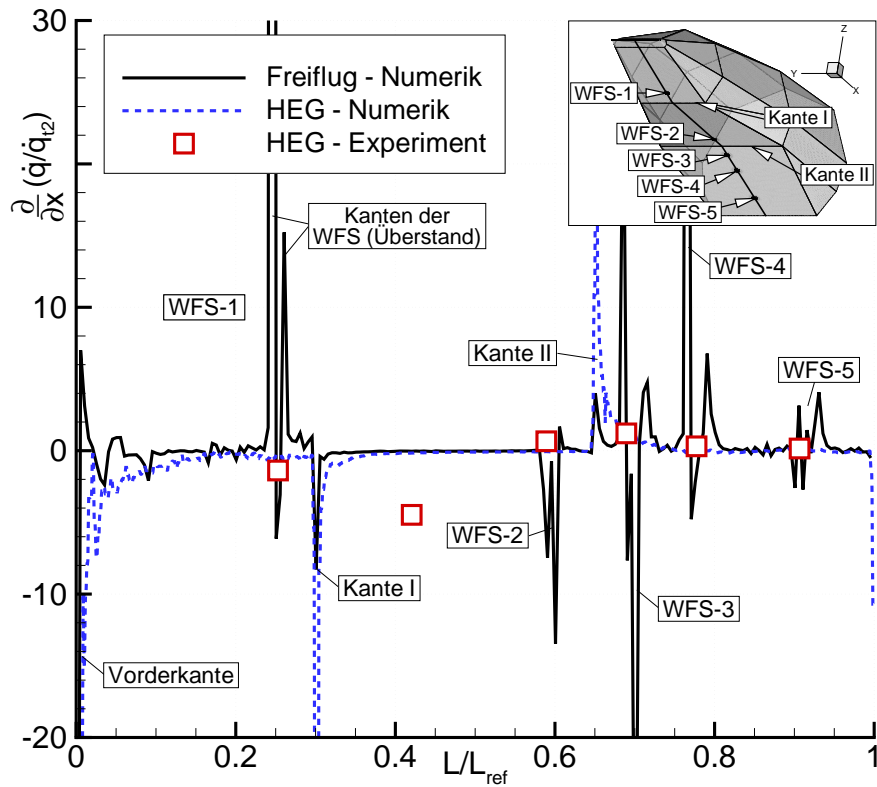 30
20
10
0
-10
-20
∂/∂x (q̇/q̇t2)
Freiflug - Numerik
HEG - Numerik
HEG - Experiment
Kanten der
WFS (Überstand)
WFS-1
Kante II
WFS-4
WFS-5
WFS-2
Kante I
WFS-3
Vorderkante
WFS-1
WFS-2
WFS-3
WFS-4
WFS-5
Kante I
Kante II
Z
Y
X
0
0.2
0.4
0.6
0.8
1
L/Lref